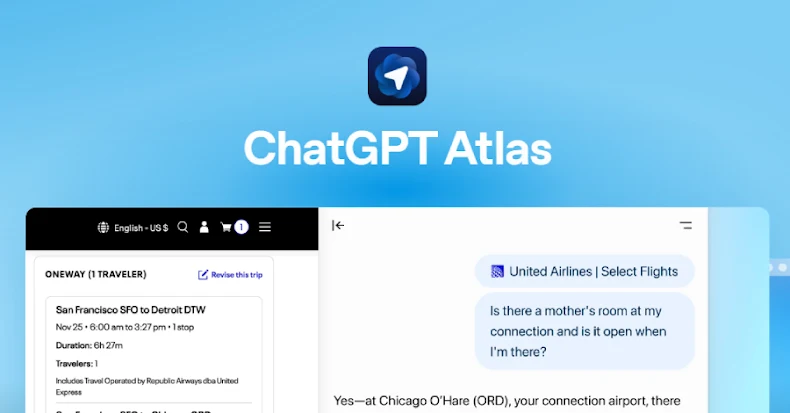 ChatGPT Atlas
English - US $
1
ONEWAY (1 TRAVELER)
Revise this trip
San Francisco SFO to Detroit DTW
Nov 25 • 6:00 am to 3:27 pm • 1 stop
Duration: 6h 27m
Travelers: 1
Includes Travel Operated by Republic Airways dba United
Express
United Airlines | Select Flights
Is there a mother's room at my
connection and is it open when
I'm there?
Yes—at Chicago O'Hare (ORD), your connection airport, there